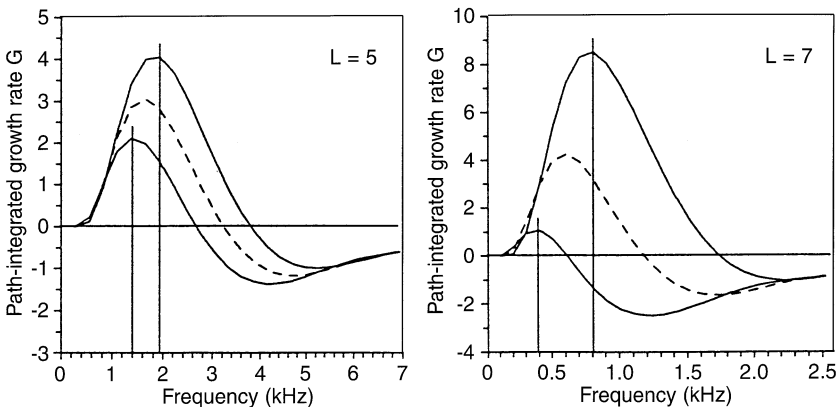 Path-integrated growth rate G
5
4
3
2
1
0
-1
-2
-3
L = 5
0 1 2 3 4 5 6 7
Frequency (kHz)
Path-integrated growth rate G
10
8
6
4
2
0
-2
-4
L = 7
0 0.5 1.0 1.5 2.0 2.5
Frequency (kHz)